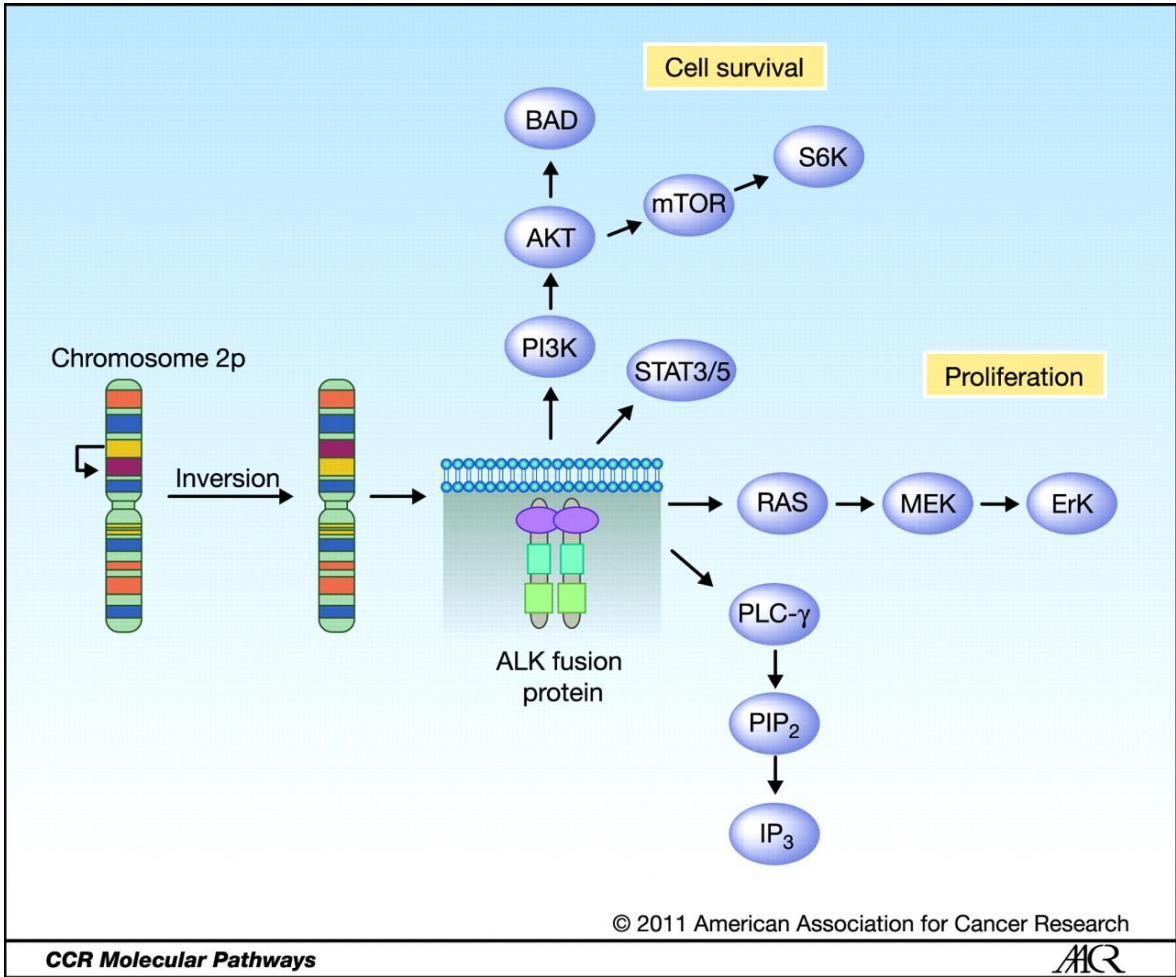 Cell survival
BAD
S6K
mTOR
AKT
PI3K
STAT3/5
Chromosome 2p
Proliferation
Inversion
RAS
MEK
ErK
PLC-γ
ALK fusion
protein
PIP₂
IP₃
© 2011 American Association for Cancer Research
CCR Molecular Pathways
AACR